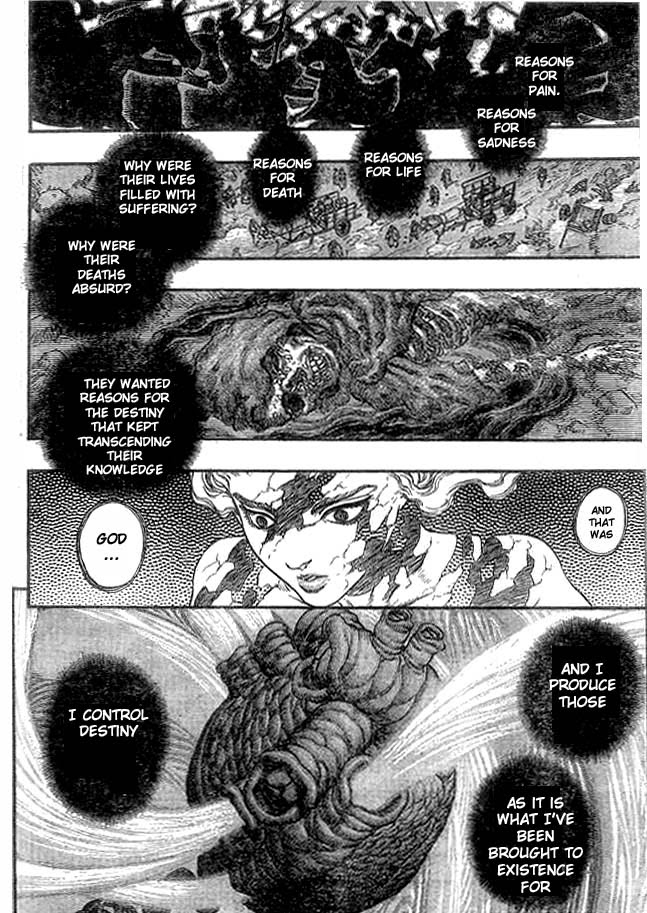 REASONS
FOR
PAIN.
REASONS
FOR
SADNESS
REASONS
FOR LIFE
REASONS
FOR
DEATH
WHY WERE
THEIR LIVES
FILLED WITH
SUFFERING?
WHY WERE
THEIR
DEATHS
ABSURD?
THEY WANTED
REASONS FOR
THE DESTINY
THAT KEPT
TRANSCENDING
THEIR
KNOWLEDGE
AND
THAT
WAS
GOD
...
AND I
PRODUCE
THOSE
AS IT IS
WHAT I'VE
BEEN
BROUGHT TO
EXISTENCE
FOR
I CONTROL
DESTINY